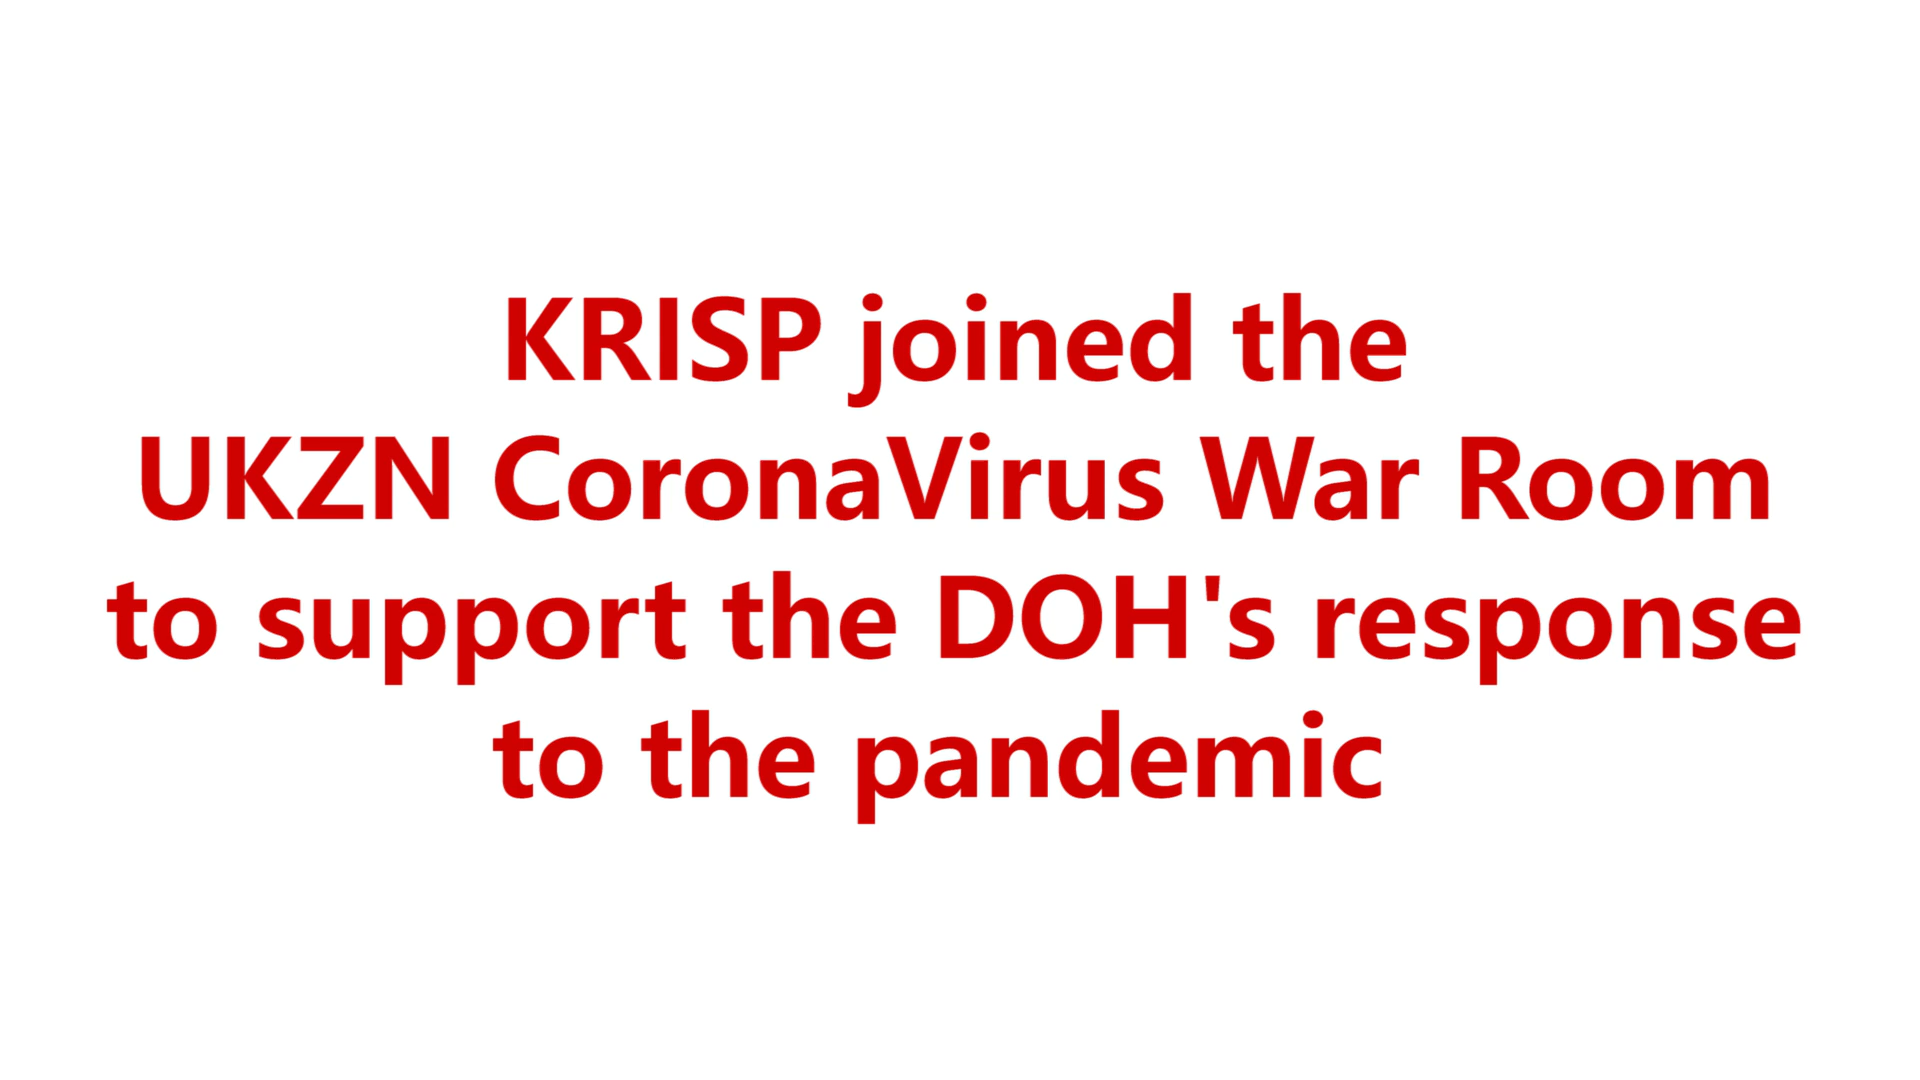 KRISP joined the
UKZN CoronaVirus War Room
to support the DOH's response
to the pandemic